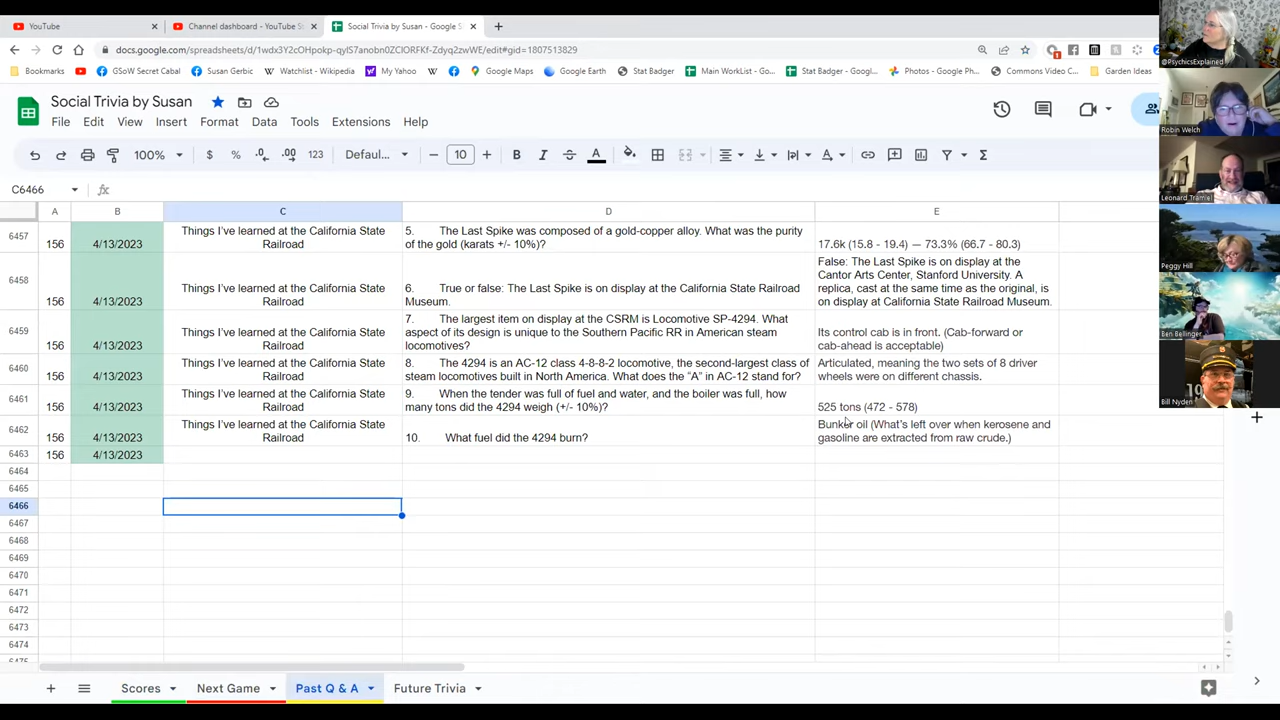 YouTube
Channel dashboard - YouTube St
Social Trivia by Susan - Google S
docs.google.com/spreadsheets/d/1wdx3Y2cOHpokp-qyIS7anobn0ZClORFKf-Zdyq2zwWE/edit#gid=1807513829
Bookmarks
GSoW Secret Cabal
Susan Gerbic
Watchlist - Wikipedia
My Yahoo
Google Maps
Google Earth
Stat Badger
Main WorkList - Go...
Stat Badger - Googl...
Photos - Google Ph...
Commons Video C...
Garden Ideas
@PsychicsExplained
Robin Welch
Leonard Tramiel
Peggy Hill
Ben Bellinger
Bill Nyden
Social Trivia by Susan
File Edit View Insert Format Data Tools Extensions Help
100% $ % .0 .00 123 Defaul... 10 B I A
C6466 fx
A B C D E
6457 156 4/13/2023 Things I've learned at the California State
Railroad
5. The Last Spike was composed of a gold-copper alloy. What was the purity
of the gold (karats +/- 10%)?
17.6k (15.8 - 19.4) — 73.3% (66.7 - 80.3)
6458 156 4/13/2023 Things I've learned at the California State
Railroad
6. True or false: The Last Spike is on display at the California State Railroad
Museum.
False: The Last Spike is on display at the
Cantor Arts Center, Stanford University. A
replica, cast at the same time as the original, is
on display at California State Railroad Museum.
6459 156 4/13/2023 Things I've learned at the California State
Railroad
7. The largest item on display at the CSRM is Locomotive SP-4294. What
aspect of its design is unique to the Southern Pacific RR in American steam
locomotives?
Its control cab is in front. (Cab-forward or
cab-ahead is acceptable)
6460 156 4/13/2023 Things I've learned at the California State
Railroad
8. The 4294 is an AC-12 class 4-8-8-2 locomotive, the second-largest class of
steam locomotives built in North America. What does the "A" in AC-12 stand for?
Articulated, meaning the two sets of 8 driver
wheels were on different chassis.
6461 156 4/13/2023 Things I've learned at the California State
Railroad
9. When the tender was full of fuel and water, and the boiler was full, how
many tons did the 4294 weigh (+/- 10%)?
525 tons (472 - 578)
6462 156 4/13/2023 Things I've learned at the California State
Railroad
10. What fuel did the 4294 burn?
Bunker oil (What's left over when kerosene and
gasoline are extracted from raw crude.)
6463 156 4/13/2023
6464
6465
6466
6467
6468
6469
6470
6471
6472
6473
6474
Scores
Next Game
Past Q & A
Future Trivia